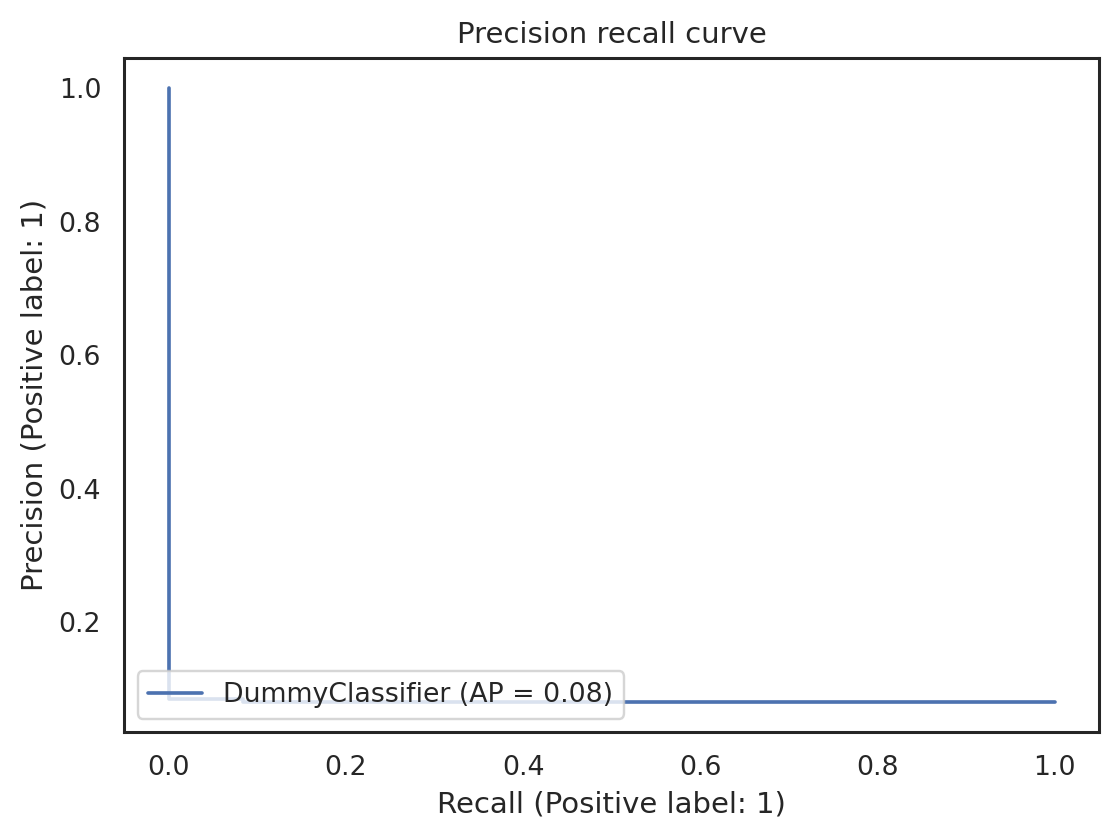 Precision recall curve
Precision (Positive label: 1)
1.0
0.8
0.6
0.4
0.2
DummyClassifier (AP = 0.08)
0.0 0.2 0.4 0.6 0.8 1.0
Recall (Positive label: 1)